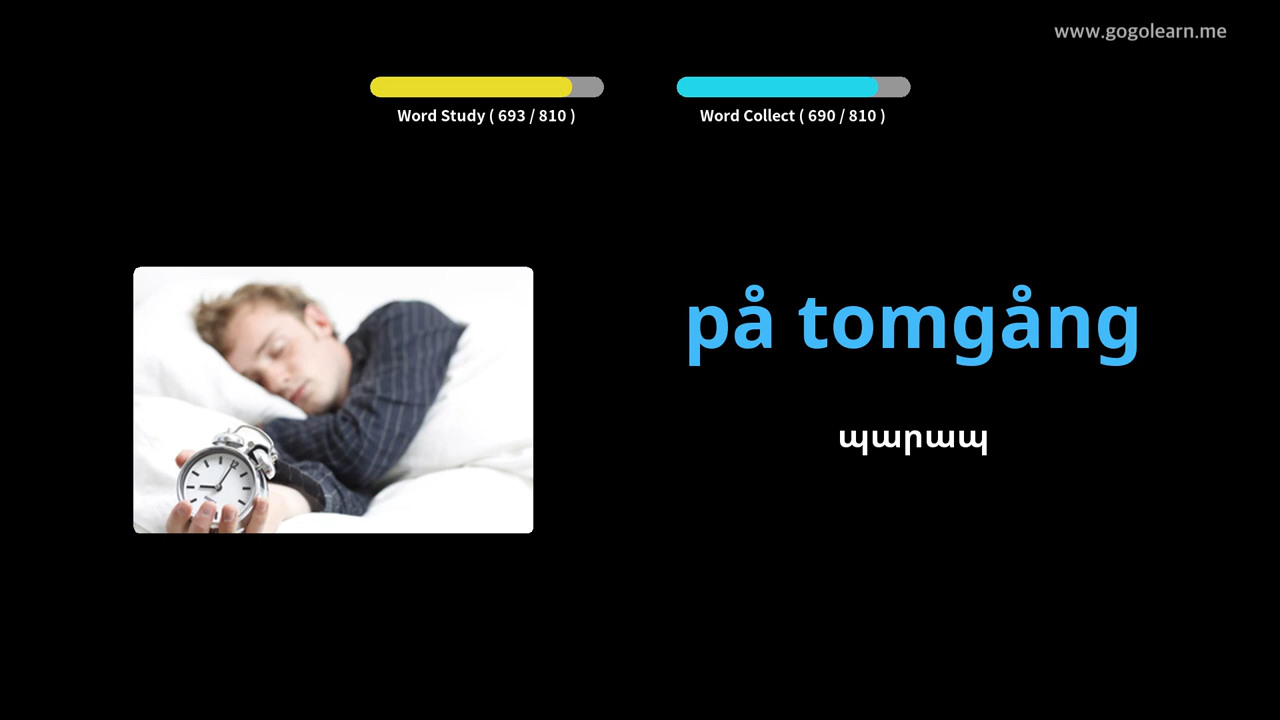 www.gogolearn.me
Word Study ( 693 / 810 )
Word Collect ( 690 / 810 )
på tomgång
պարապ